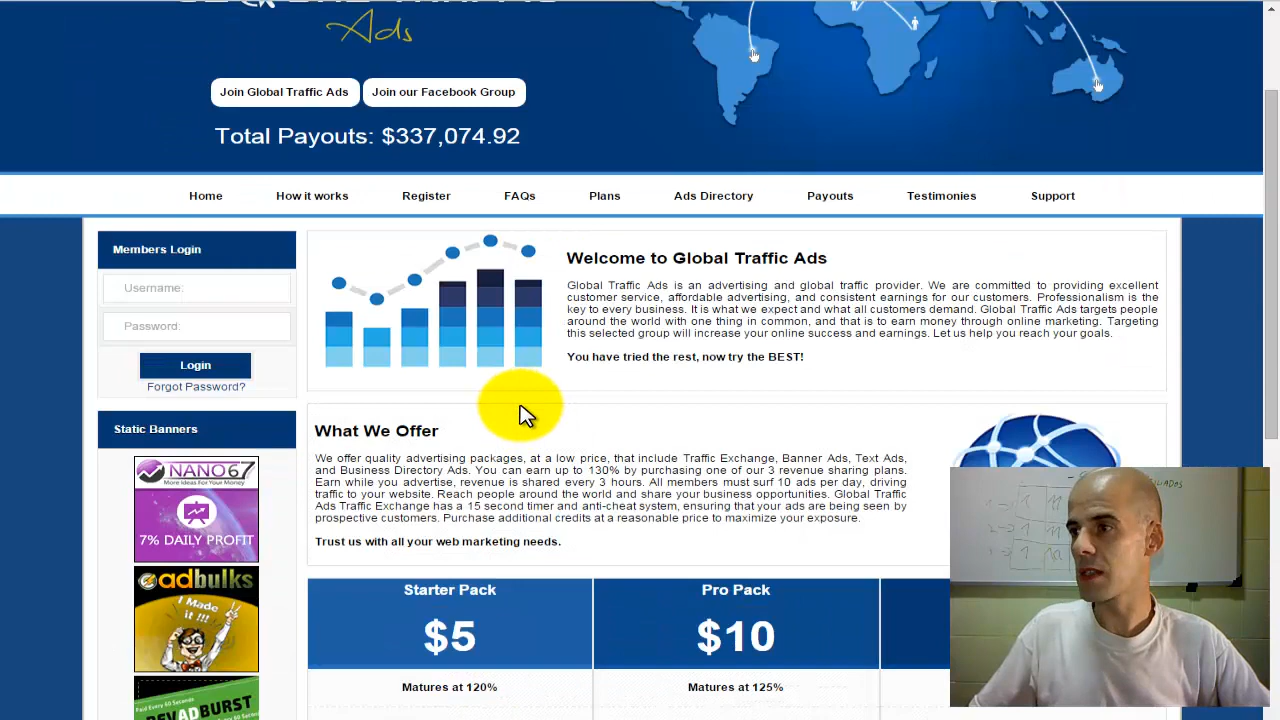 Ads
Join Global Traffic Ads
Join our Facebook Group
Total Payouts: $337,074.92
Home
How it works
Register
FAQs
Plans
Ads Directory
Payouts
Testimonies
Support
Members Login
Username:
Password:
Login
Forgot Password?
Static Banners
NANO67
More Ideas For Your Money
7% DAILY PROFIT
adbulks
I Made
it !!!
Paid Every 60 Seconds
REVADBURST
Welcome to Global Traffic Ads
Global Traffic Ads is an advertising and global traffic provider. We are committed to providing excellent
customer service, affordable advertising, and consistent earnings for our customers. Professionalism is the
key to every business. It is what we expect and what all customers demand. Global Traffic Ads targets people
around the world with one thing in common, and that is to earn money through online marketing. Targeting
this selected group will increase your online success and earnings. Let us help you reach your goals.
You have tried the rest, now try the BEST!
What We Offer
We offer quality advertising packages, at a low price, that include Traffic Exchange, Banner Ads, Text Ads,
and Business Directory Ads. You can earn up to 130% by purchasing one of our 3 revenue sharing plans.
Earn while you advertise, revenue is shared every 3 hours. All members must surf 10 ads per day, driving
traffic to your website. Reach people around the world and share your business opportunities. Global Traffic
Ads Traffic Exchange has a 15 second timer and anti-cheat system, ensuring that your ads are being seen by
prospective customers. Purchase additional credits at a reasonable price to maximize your exposure.
Trust us with all your web marketing needs.
Starter Pack
$5
Matures at 120%
Pro Pack
$10
Matures at 125%